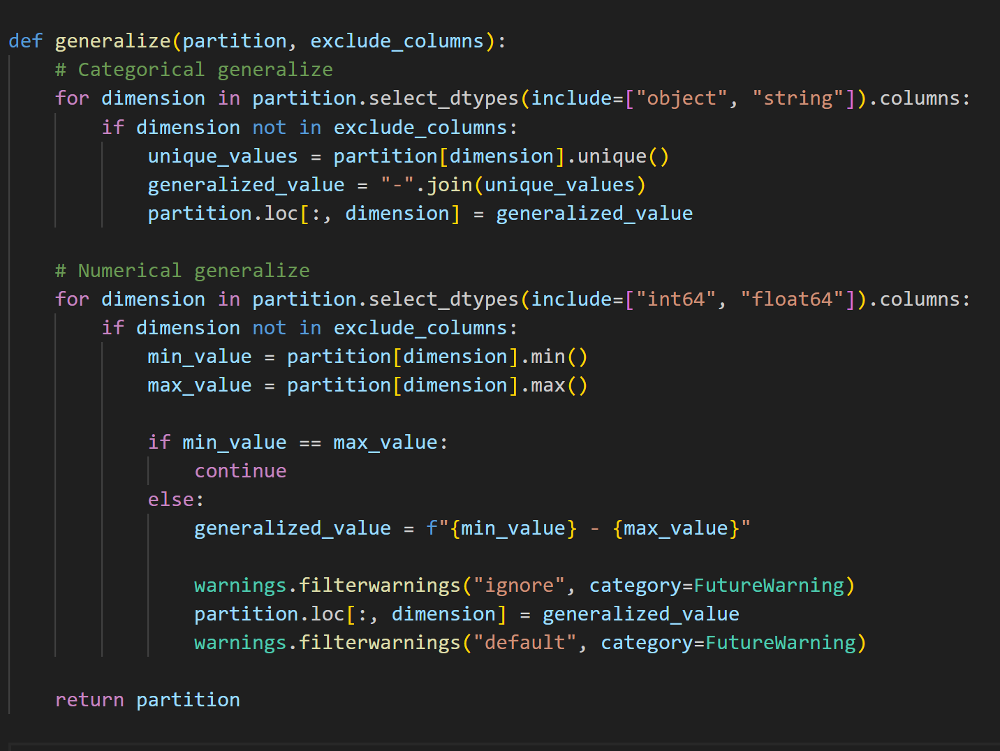 def generalize(partition, exclude_columns):
    # Categorical generalize
    for dimension in partition.select_dtypes(include=["object", "string"]).columns:
        if dimension not in exclude_columns:
            unique_values = partition[dimension].unique()
            generalized_value = "-".join(unique_values)
            partition.loc[:, dimension] = generalized_value

    # Numerical generalize
    for dimension in partition.select_dtypes(include=["int64", "float64"]).columns:
        if dimension not in exclude_columns:
            min_value = partition[dimension].min()
            max_value = partition[dimension].max()

            if min_value == max_value:
                continue
            else:
                generalized_value = f"{min_value} - {max_value}"

                warnings.filterwarnings("ignore", category=FutureWarning)
                partition.loc[:, dimension] = generalized_value
                warnings.filterwarnings("default", category=FutureWarning)

    return partition